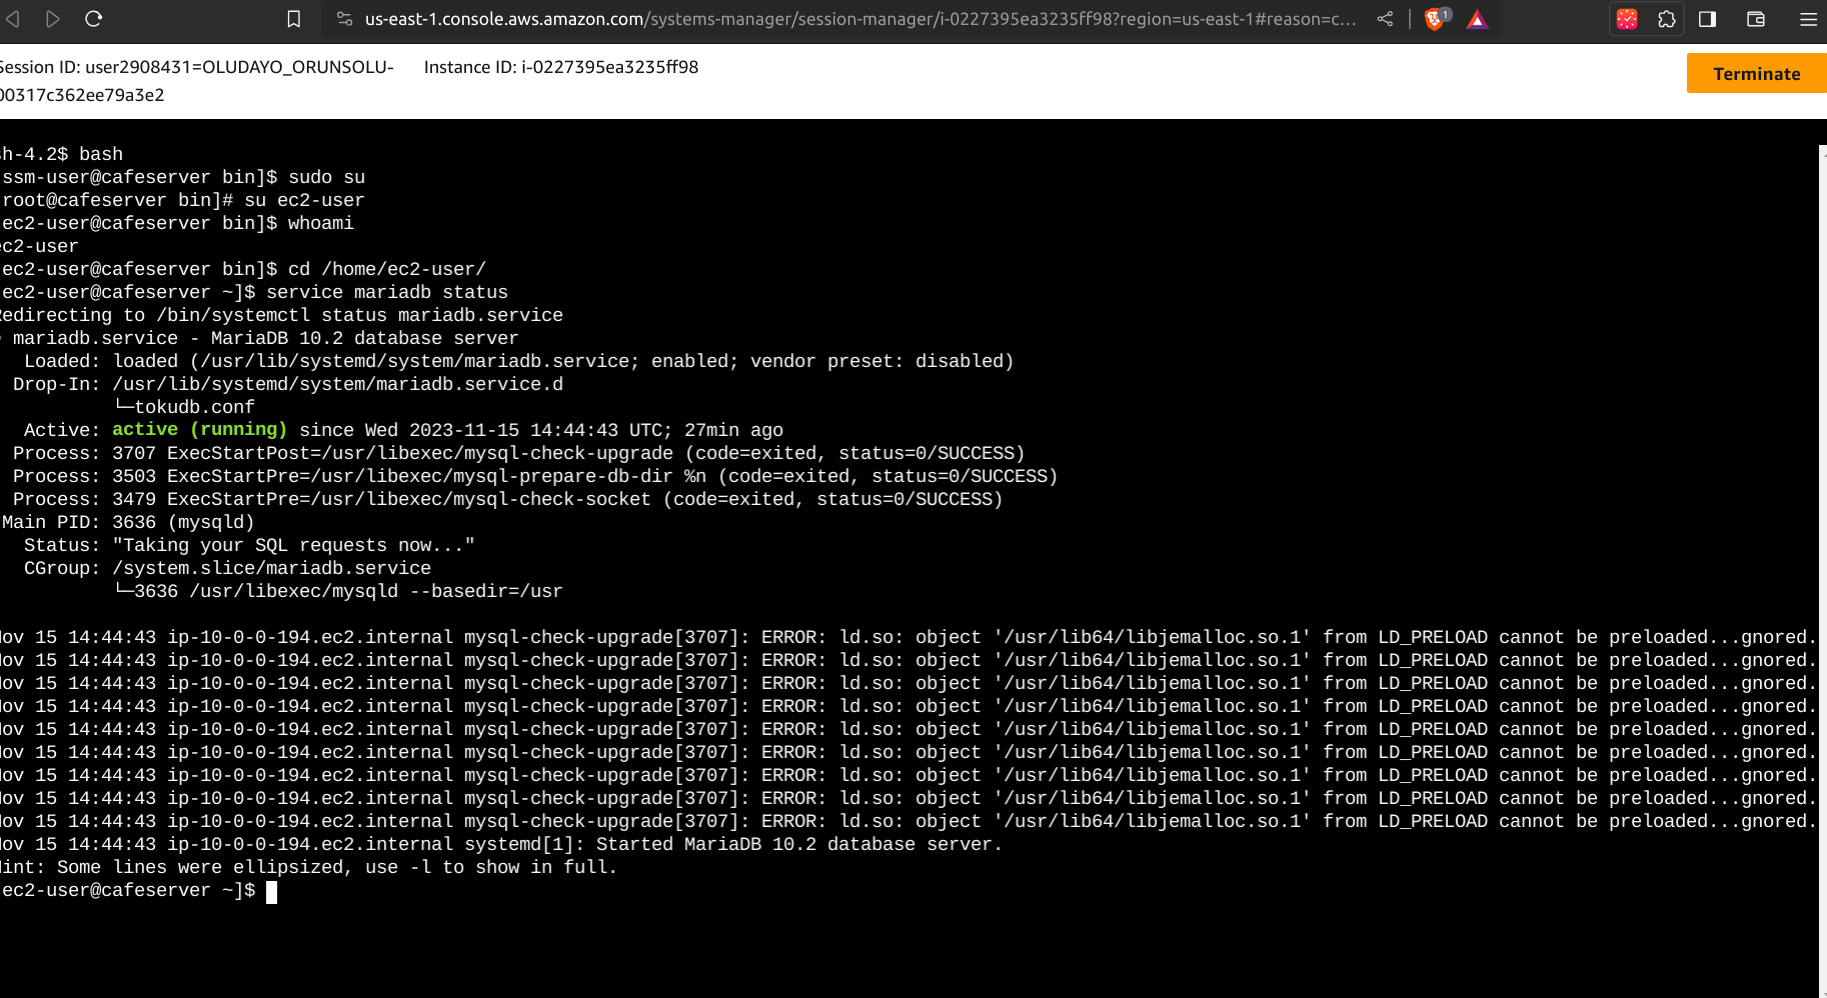 us-east-1.console.aws.amazon.com/systems-manager/session-manager/i-0227395ea3235ff98?region=us-east-1#reason=c...
1
Session ID: user2908431=OLUDAYO_ORUNSOLU-
00317c362ee79a3e2
Instance ID: i-0227395ea3235ff98
Terminate
sh-4.2$ bash
ssm-user@cafeserver bin]$ sudo su
root@cafeserver bin]# su ec2-user
ec2-user@cafeserver bin]$ whoami
ec2-user
ec2-user@cafeserver bin]$ cd /home/ec2-user/
ec2-user@cafeserver ~]$ service mariadb status
Redirecting to /bin/systemctl status mariadb.service
mariadb.service - MariaDB 10.2 database server
Loaded: loaded (/usr/lib/systemd/system/mariadb.service; enabled; vendor preset: disabled)
Drop-In: /usr/lib/systemd/system/mariadb.service.d
└─tokudb.conf
Active: active (running) since Wed 2023-11-15 14:44:43 UTC; 27min ago
Process: 3707 ExecStartPost=/usr/libexec/mysql-check-upgrade (code=exited, status=0/SUCCESS)
Process: 3503 ExecStartPre=/usr/libexec/mysql-prepare-db-dir %n (code=exited, status=0/SUCCESS)
Process: 3479 ExecStartPre=/usr/libexec/mysql-check-socket (code=exited, status=0/SUCCESS)
Main PID: 3636 (mysqld)
Status: "Taking your SQL requests now..."
CGroup: /system.slice/mariadb.service
└─3636 /usr/libexec/mysqld --basedir=/usr
Nov 15 14:44:43 ip-10-0-0-194.ec2.internal mysql-check-upgrade[3707]: ERROR: ld.so: object '/usr/lib64/libjemalloc.so.1' from LD_PRELOAD cannot be preloaded...gnored.
Nov 15 14:44:43 ip-10-0-0-194.ec2.internal mysql-check-upgrade[3707]: ERROR: ld.so: object '/usr/lib64/libjemalloc.so.1' from LD_PRELOAD cannot be preloaded...gnored.
Nov 15 14:44:43 ip-10-0-0-194.ec2.internal mysql-check-upgrade[3707]: ERROR: ld.so: object '/usr/lib64/libjemalloc.so.1' from LD_PRELOAD cannot be preloaded...gnored.
Nov 15 14:44:43 ip-10-0-0-194.ec2.internal mysql-check-upgrade[3707]: ERROR: ld.so: object '/usr/lib64/libjemalloc.so.1' from LD_PRELOAD cannot be preloaded...gnored.
Nov 15 14:44:43 ip-10-0-0-194.ec2.internal mysql-check-upgrade[3707]: ERROR: ld.so: object '/usr/lib64/libjemalloc.so.1' from LD_PRELOAD cannot be preloaded...gnored.
Nov 15 14:44:43 ip-10-0-0-194.ec2.internal mysql-check-upgrade[3707]: ERROR: ld.so: object '/usr/lib64/libjemalloc.so.1' from LD_PRELOAD cannot be preloaded...gnored.
Nov 15 14:44:43 ip-10-0-0-194.ec2.internal mysql-check-upgrade[3707]: ERROR: ld.so: object '/usr/lib64/libjemalloc.so.1' from LD_PRELOAD cannot be preloaded...gnored.
Nov 15 14:44:43 ip-10-0-0-194.ec2.internal mysql-check-upgrade[3707]: ERROR: ld.so: object '/usr/lib64/libjemalloc.so.1' from LD_PRELOAD cannot be preloaded...gnored.
Nov 15 14:44:43 ip-10-0-0-194.ec2.internal mysql-check-upgrade[3707]: ERROR: ld.so: object '/usr/lib64/libjemalloc.so.1' from LD_PRELOAD cannot be preloaded...gnored.
Nov 15 14:44:43 ip-10-0-0-194.ec2.internal systemd[1]: Started MariaDB 10.2 database server.
Hint: Some lines were ellipsized, use -l to show in full.
ec2-user@cafeserver ~]$